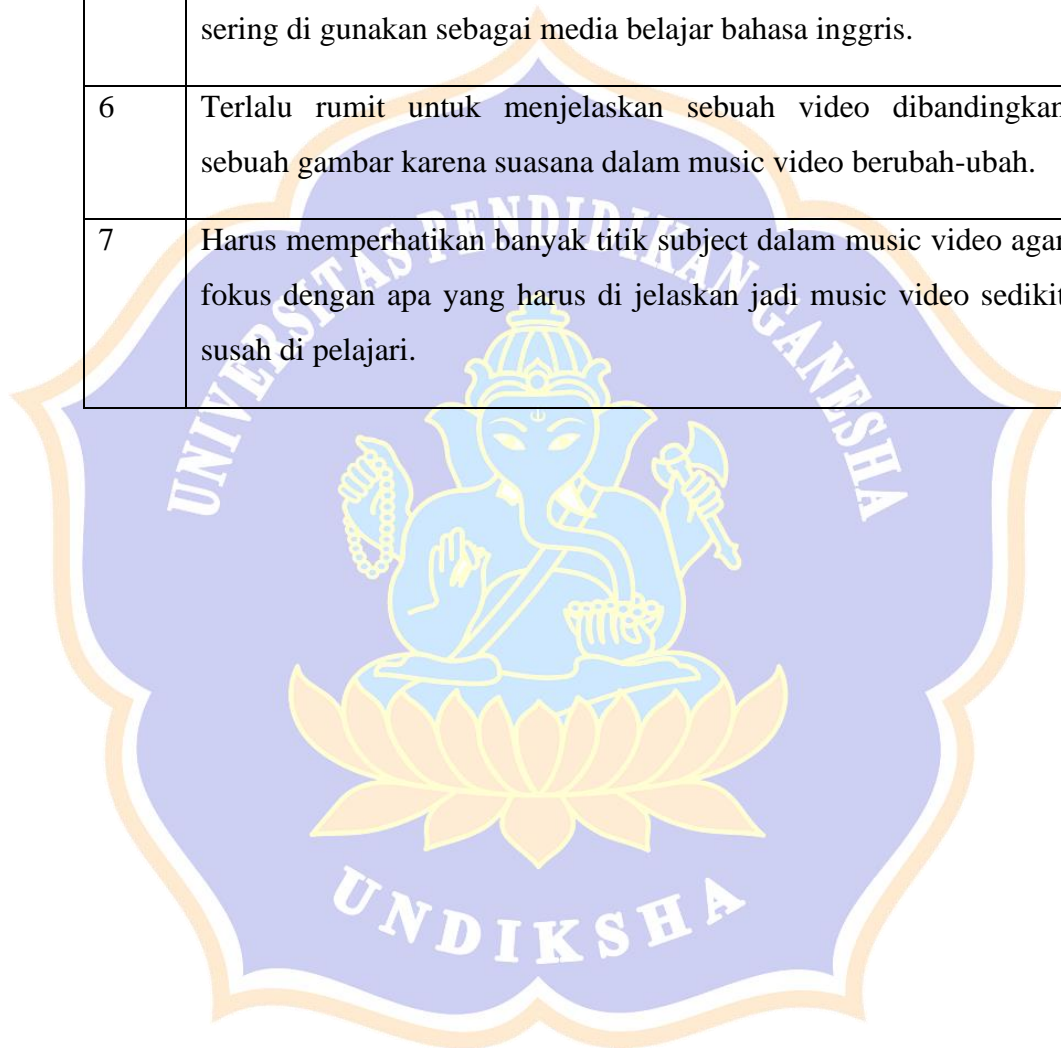 sering di gunakan sebagai media belajar bahasa inggris.
6 Terlalu rumit untuk menjelaskan sebuah video dibandingkan
sebuah gambar karena suasana dalam music video berubah-ubah.
7 Harus memperhatikan banyak titik subject dalam music video agar
fokus dengan apa yang harus di jelaskan jadi music video sedikit
susah di pelajari.
UNIVERSITAS PENDIDIKAN GANESHA
UNDIKSHA